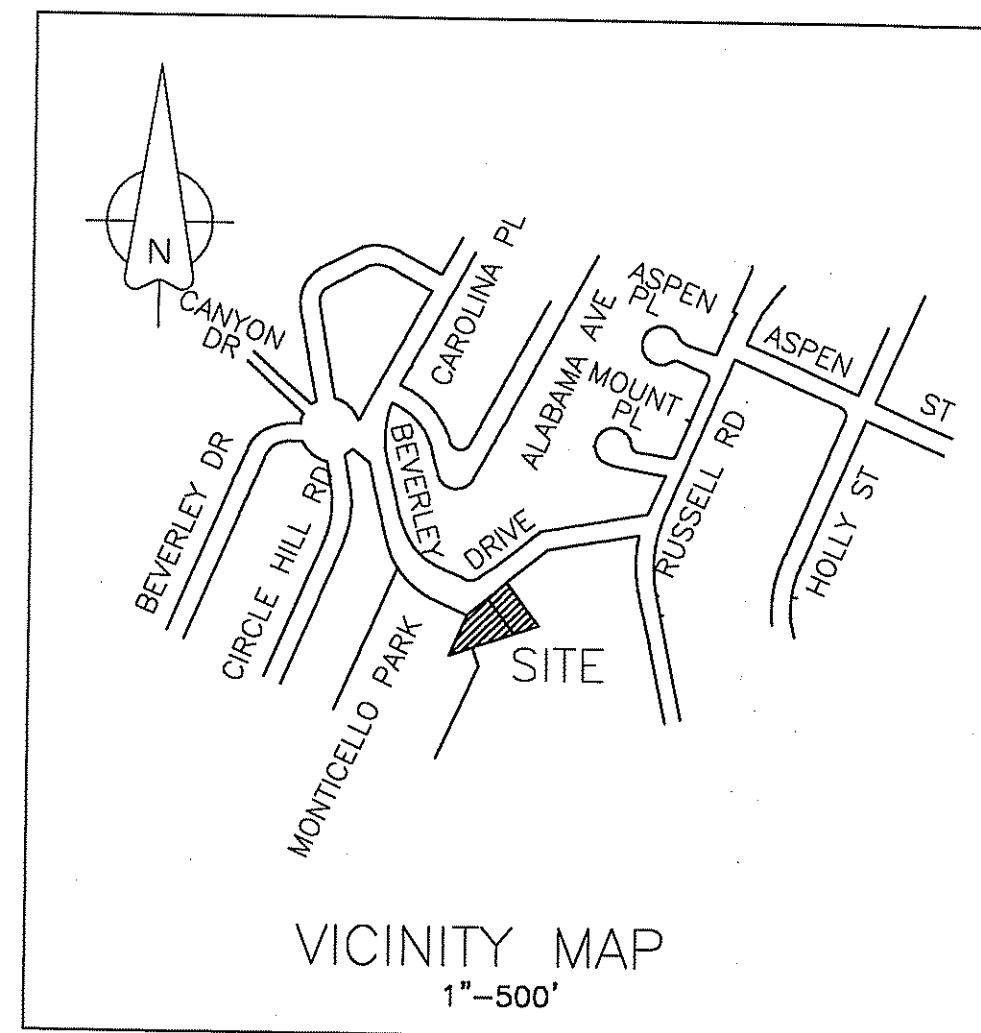 N
CANYON
DR
CAROLINA PL
ALABAMA AVE
ASPEN
PL
MOUNT
PL
ASPEN
ST
BEVERLEY DR
CIRCLE HILL RD
BEVERLEY
DRIVE
RUSSELL RD
HOLLY ST
SITE
MONTICELLO PARK
VICINITY MAP
1"-500'